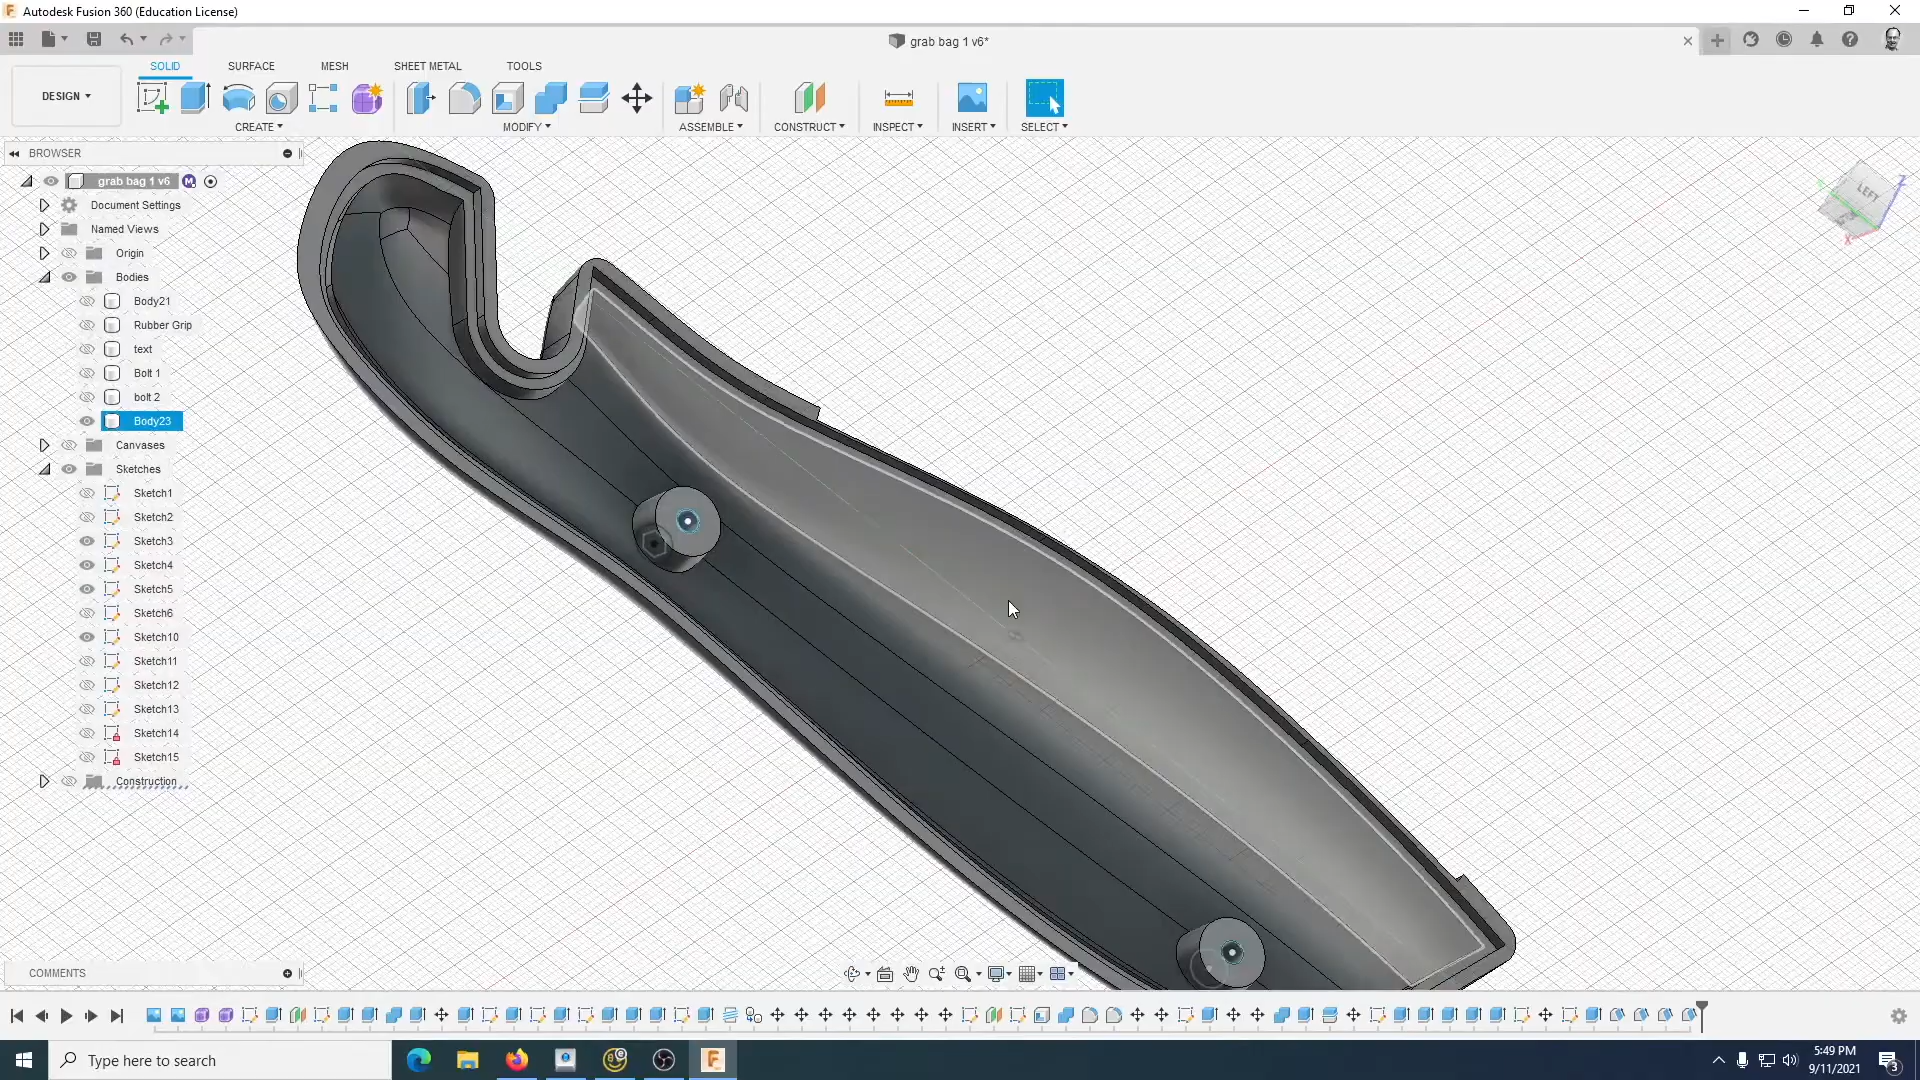 Autodesk Fusion 360 (Education License)
grab bag 1 v6*
SOLID SURFACE MESH SHEET METAL TOOLS
DESIGN
CREATE MODIFY ASSEMBLE CONSTRUCT INSPECT INSERT SELECT
BROWSER
grab bag 1 v6
Document Settings
Named Views
Origin
Bodies
Body21
Rubber Grip
text
Bolt 1
bolt 2
Body23
Canvases
Sketches
Sketch1
Sketch2
Sketch3
Sketch4
Sketch5
Sketch6
Sketch10
Sketch11
Sketch12
Sketch13
Sketch14
Sketch15
Construction
LEFT
Z
X
COMMENTS
Type here to search
5:49 PM
9/11/2021
3